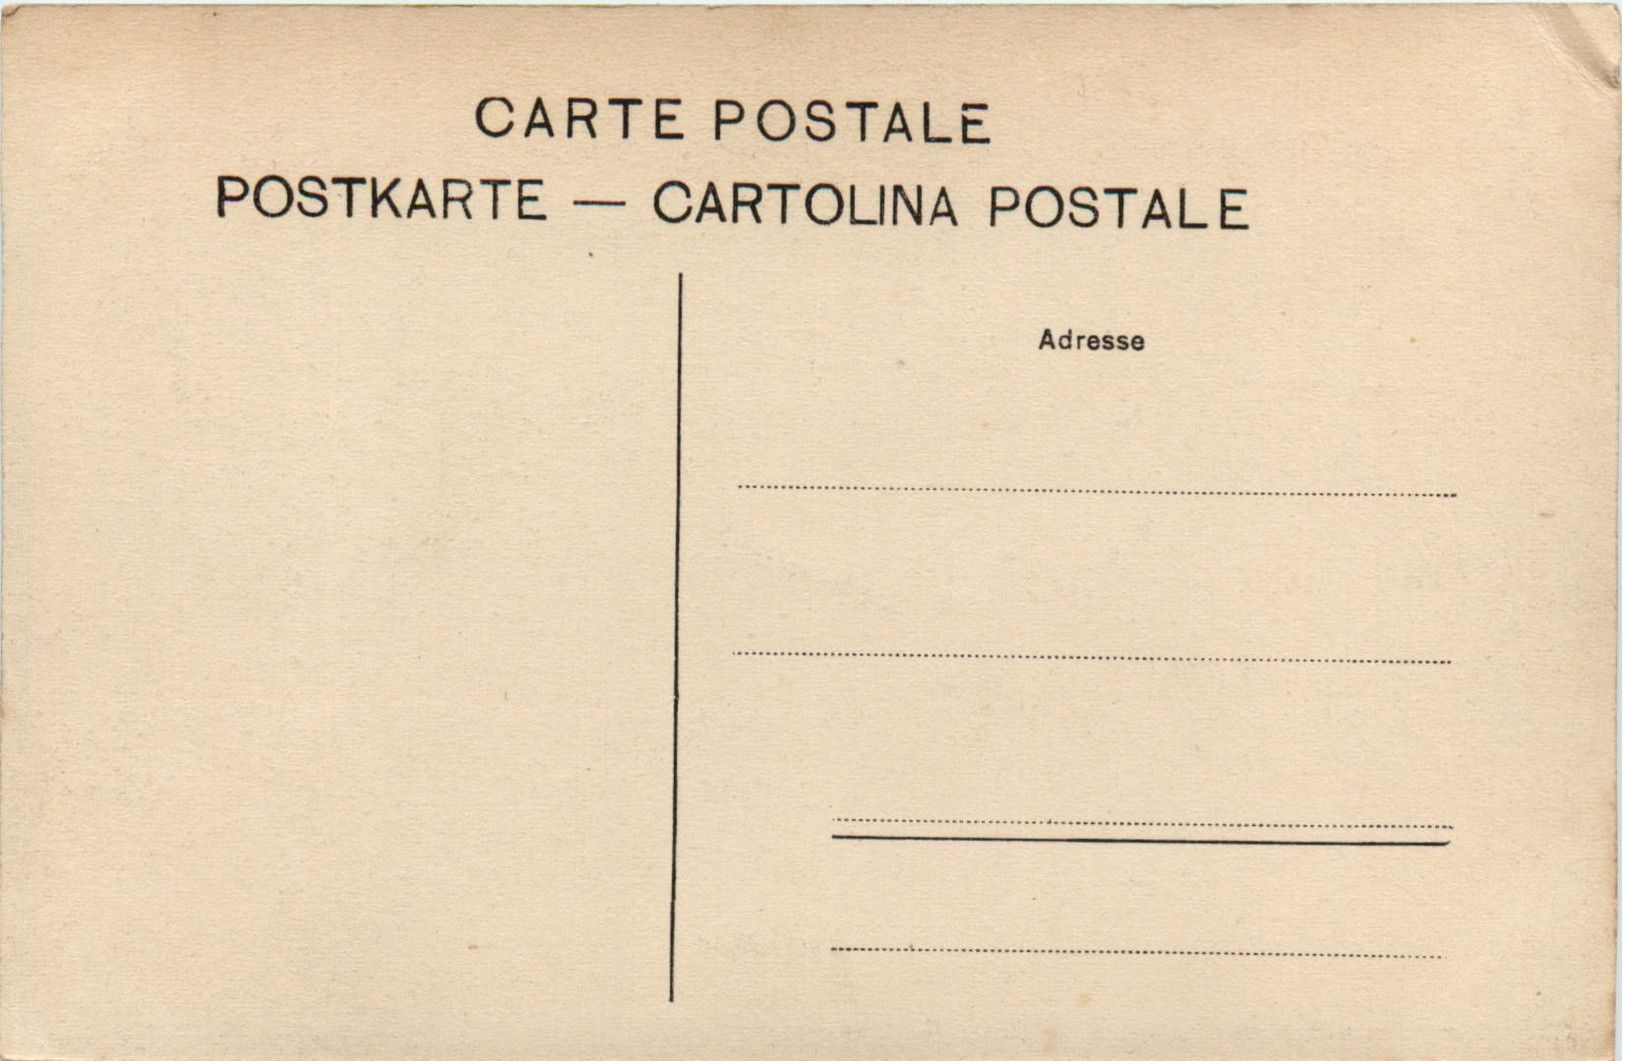 CARTE POSTALE
POSTKARTE — CARTOLINA POSTALE
Adresse